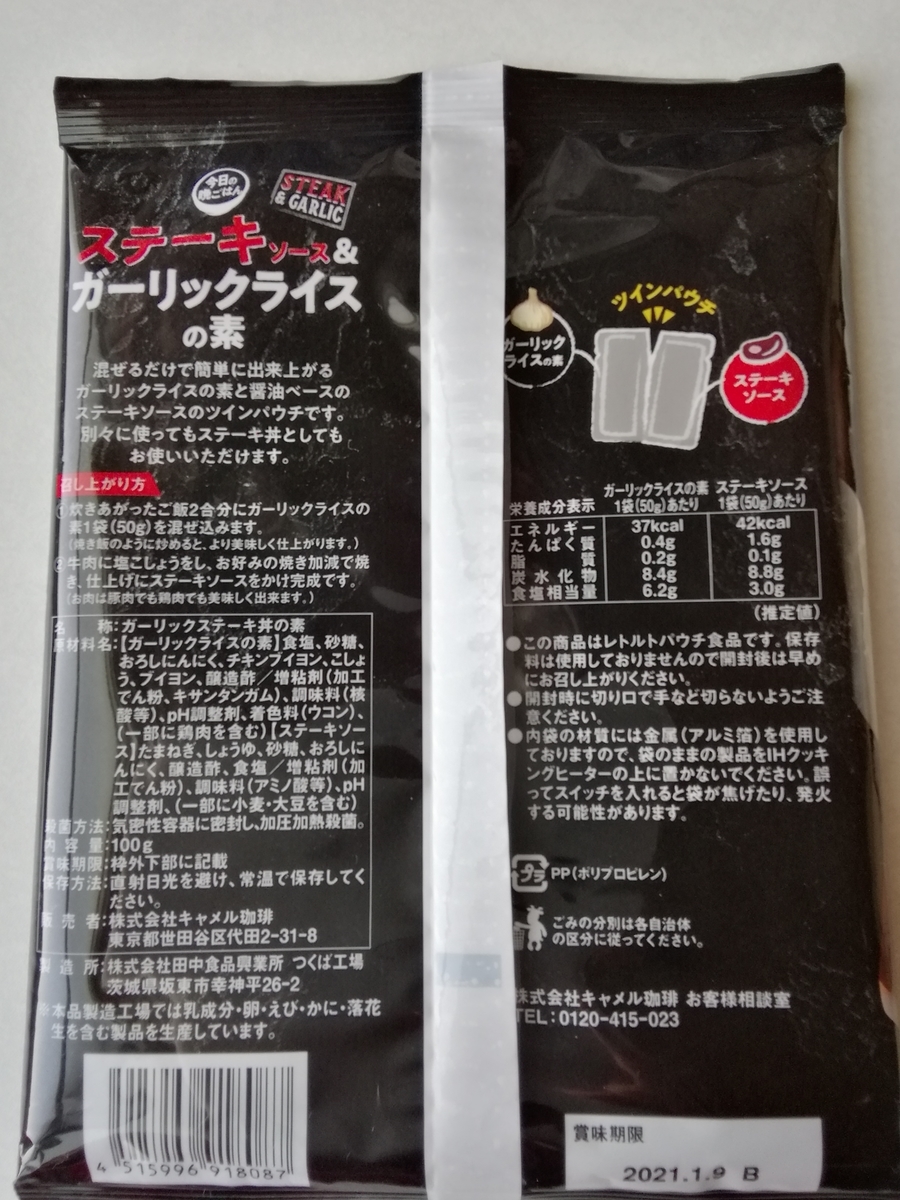 今日の
晩ごはん
STEAK
& GARLIC
ステーキソース&
ガーリックライス
の素
混ぜるだけで簡単に出来上がる
ガーリックライスの素と醤油ベースの
ステーキソースのツインパウチです。
別々に使ってもステーキ丼としても
お使いいただけます。
召し上がり方
①炊きあがったご飯2合分にガーリックライスの
素1袋(50g)を混ぜ込みます。
(焼き飯のように炒めると、より美味しく仕上がります。)
②牛肉に塩こしょうをし、お好みの焼き加減で焼
き、仕上げにステーキソースをかけ完成です。
(お肉は豚肉でも鶏肉でも美味しく出来ます。)
名 称:ガーリックステーキ丼の素
原材料名:【ガーリックライスの素】食塩、砂糖、
おろしにんにく、チキンブイヨン、こしょ
う、ブイヨン、醸造酢/増粘剤(加工
でん粉、キサンタンガム)、調味料(核
酸等)、pH調整剤、着色料(ウコン)、
(一部に鶏肉を含む)【ステーキソー
ス】たまねぎ、しょうゆ、砂糖、おろしに
んにく、醸造酢、食塩/増粘剤(加
工でん粉)、調味料(アミノ酸等)、pH
調整剤、(一部に小麦・大豆を含む)
殺菌方法:気密性容器に密封し、加圧加熱殺菌。
内 容 量:100g
賞味期限:枠外下部に記載
保存方法:直射日光を避け、常温で保存してく
ださい。
販 売 者:株式会社キャメル珈琲
東京都世田谷区代田2-31-8
製 造 所:株式会社田中食品興業所 つくば工場
茨城県坂東市幸神平26-2
※本品製造工場では乳成分・卵・えび・かに・落花
生を含む製品を生産しています。
4 515996 918087
ツインパウチ
ガーリック
ライスの素
ステーキ
ソース
栄養成分表示 ガーリックライスの素 1袋(50g)あたり ステーキソース 1袋(50g)あたり
エネルギー 37kcal 42kcal
たんぱく質 0.4g 1.6g
脂 質 0.2g 0.1g
炭水化物 8.4g 8.8g
食塩相当量 6.2g 3.0g
(推定値)
●この商品はレトルトパウチ食品です。保存
料は使用しておりませんので開封後は早め
にお召し上がりください。
●開封時に切り口で手など切らないようご注
意ください。
●内袋の材質には金属(アルミ箔)を使用し
ておりますので、袋のままの製品をIHクッキ
ングヒーターの上に置かないでください。誤
ってスイッチを入れると袋が焦げたり、発火
する可能性があります。
プラ PP(ポリプロピレン)
ごみの分別は各自治体
の区分に従ってください。
株式会社キャメル珈琲 お客様相談室
TEL:0120-415-023
賞味期限
2021.1.9 B